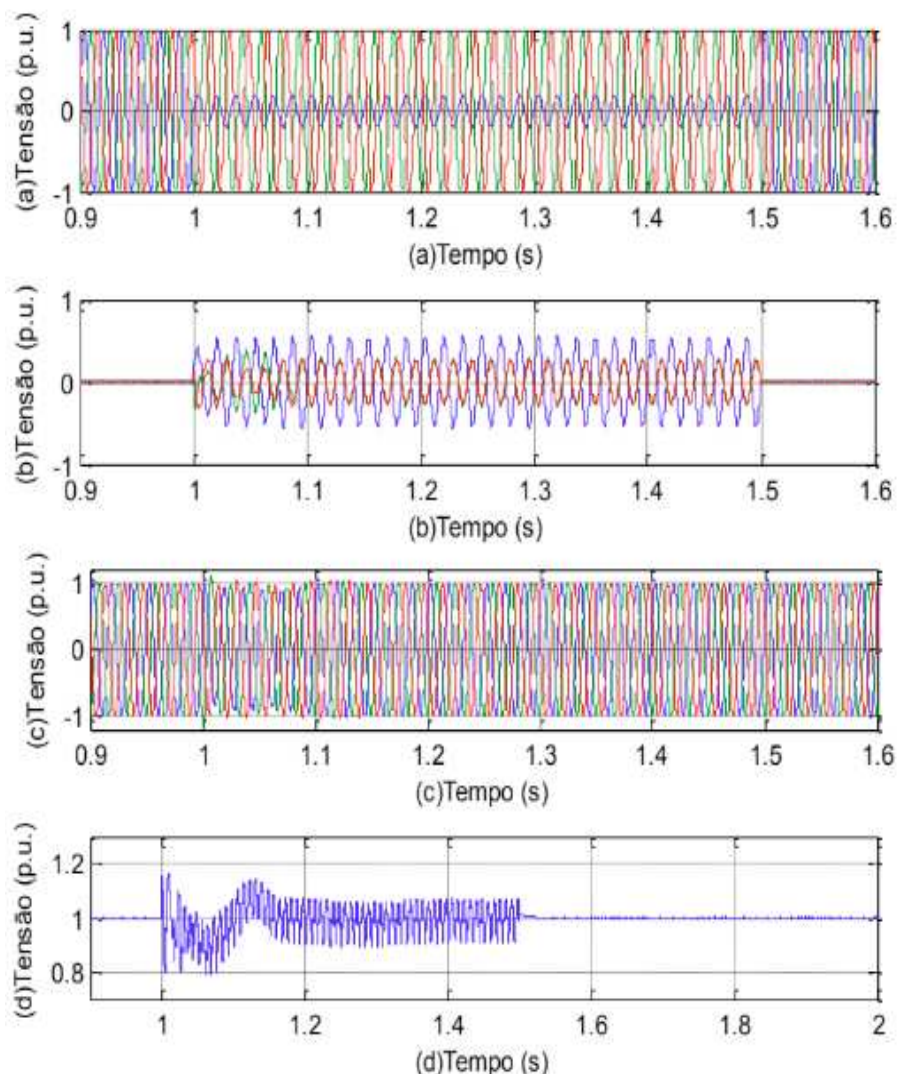 (a)Tensão (p.u.)
1
0
-1
0.9 1 1.1 1.2 1.3 1.4 1.5 1.6
(a)Tempo (s)
(b)Tensão (p.u.)
1
0
-1
0.9 1 1.1 1.2 1.3 1.4 1.5 1.6
(b)Tempo (s)
(c)Tensão (p.u.)
1
0
-1
0.9 1 1.1 1.2 1.3 1.4 1.5 1.6
(c)Tempo (s)
(d)Tensão (p.u.)
1.2
1
0.8
1 1.2 1.4 1.6 1.8 2
(d)Tempo (s)